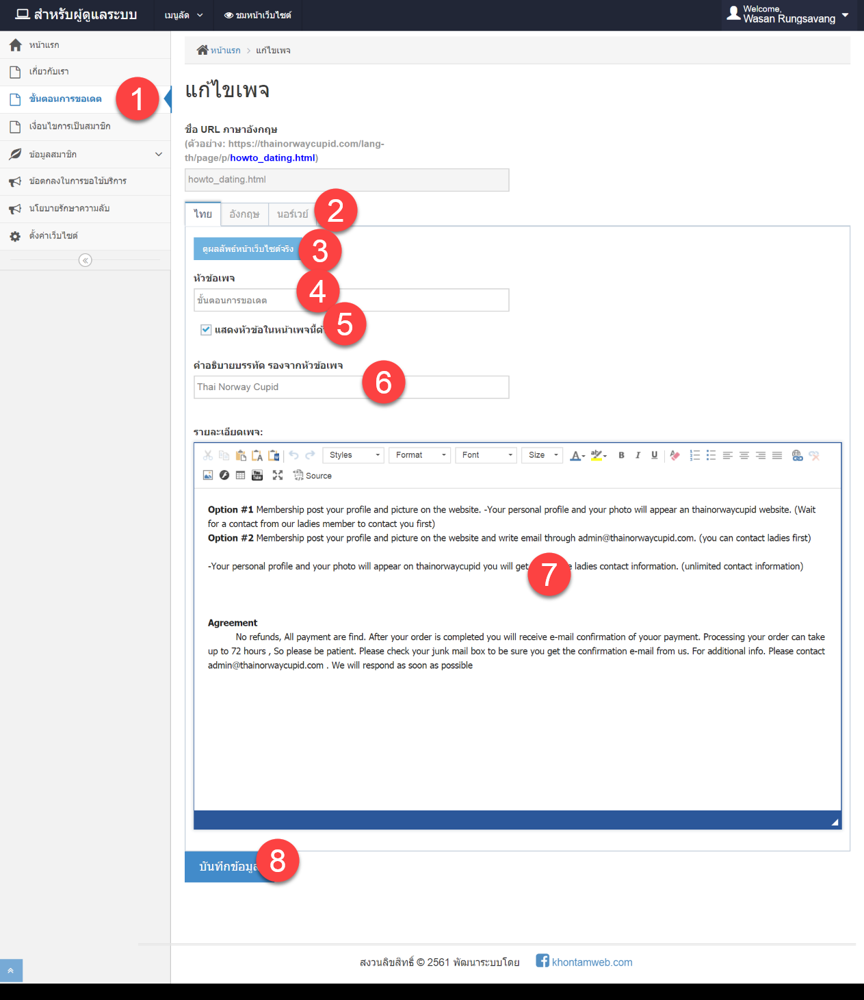 สำหรับผู้ดูแลระบบ เมนูลัด ชมหน้าเว็บไซต์ Welcome,
Wasan Rungsavang
หน้าแรก
เกี่ยวกับเรา
ขั้นตอนการขอเดต 1
เงื่อนไขการเป็นสมาชิก
ข้อมูลสมาชิก
ข้อตกลงในการขอใช้บริการ
นโยบายรักษาความลับ
ตั้งค่าเว็บไซต์
หน้าแรก > แก้ไขเพจ
แก้ไขเพจ
ชื่อ URL ภาษาอังกฤษ
(ตัวอย่าง: https://thainorwaycupid.com/lang-
th/page/p/howto_dating.html)
howto_dating.html
ไทย อังกฤษ นอร์เวย์ 2
ดูผลลัพธ์หน้าเว็บไซต์จริง 3
หัวข้อเพจ
ขั้นตอนการขอเดต 4
แสดงหัวข้อในหน้าเพจนี้ 5
คำอธิบายบรรทัด รองจากหัวข้อเพจ
Thai Norway Cupid 6
รายละเอียดเพจ:
Styles Format Font Size A B I U
You Tube Source
Option #1 Membership post your profile and picture on the website. -Your personal profile and your photo will appear an thainorwaycupid website. (Wait
for a contact from our ladies member to contact you first)
Option #2 Membership post your profile and picture on the website and write email through admin@thainorwaycupid.com. (you can contact ladies first)
-Your personal profile and your photo will appear on thainorwaycupid you will get 7 ladies contact information. (unlimited contact information)
Agreement
No refunds, All payment are find. After your order is completed you will receive e-mail confirmation of youor payment. Processing your order can take
up to 72 hours , So please be patient. Please check your junk mail box to be sure you get the confirmation e-mail from us. For additional info. Please contact
admin@thainorwaycupid.com . We will respond as soon as possible
บันทึกข้อมูล 8
สงวนลิขสิทธิ์ © 2561 พัฒนาระบบโดย khontamweb.com